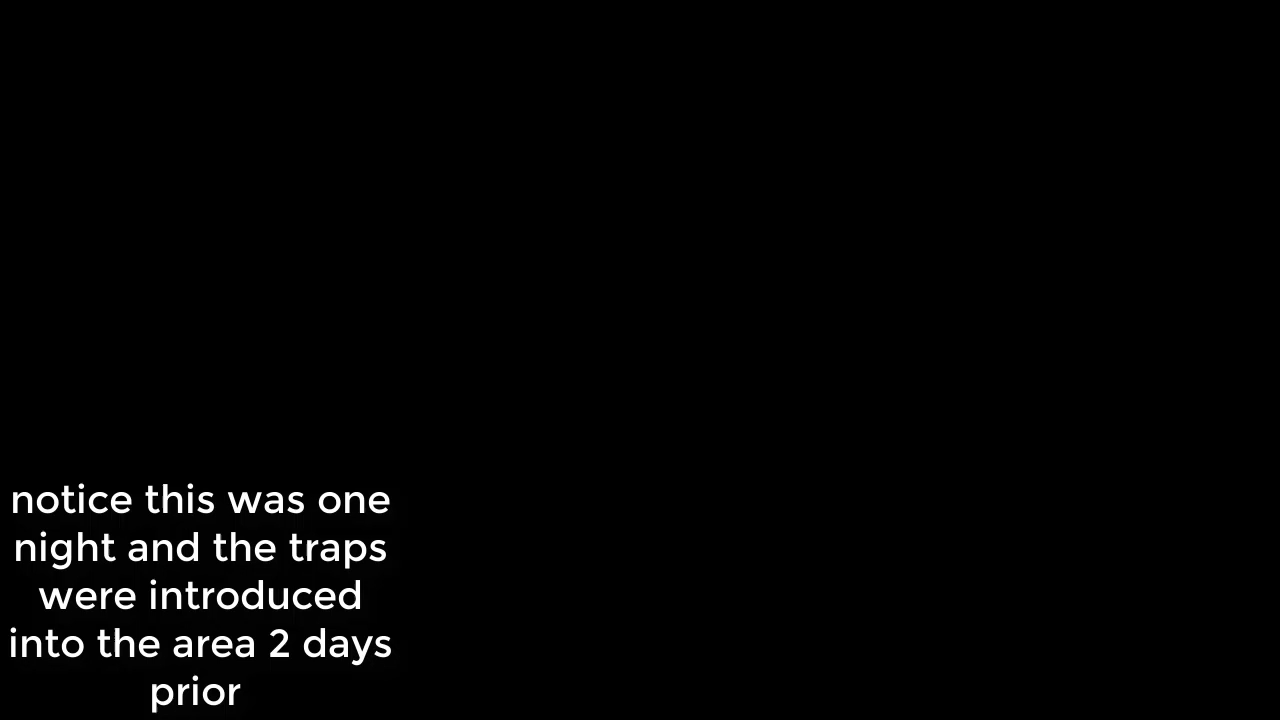 notice this was one
night and the traps
were introduced
into the area 2 days
prior